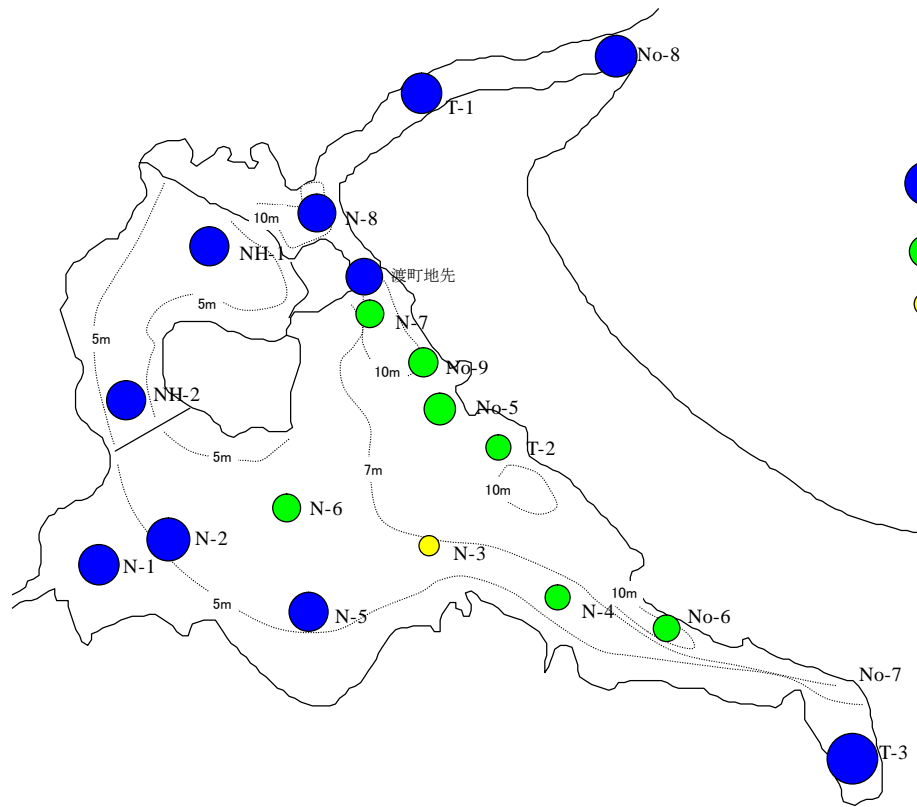 No-8
T-1
10m
N-8
NH-1
渡町地先
5m
N-7
5m
10m
No-9
NH-2
No-5
5m
T-2
7m
10m
N-6
N-2
N-3
N-1
10m
5m
N-5
N-4
No-6
No-7
T-3